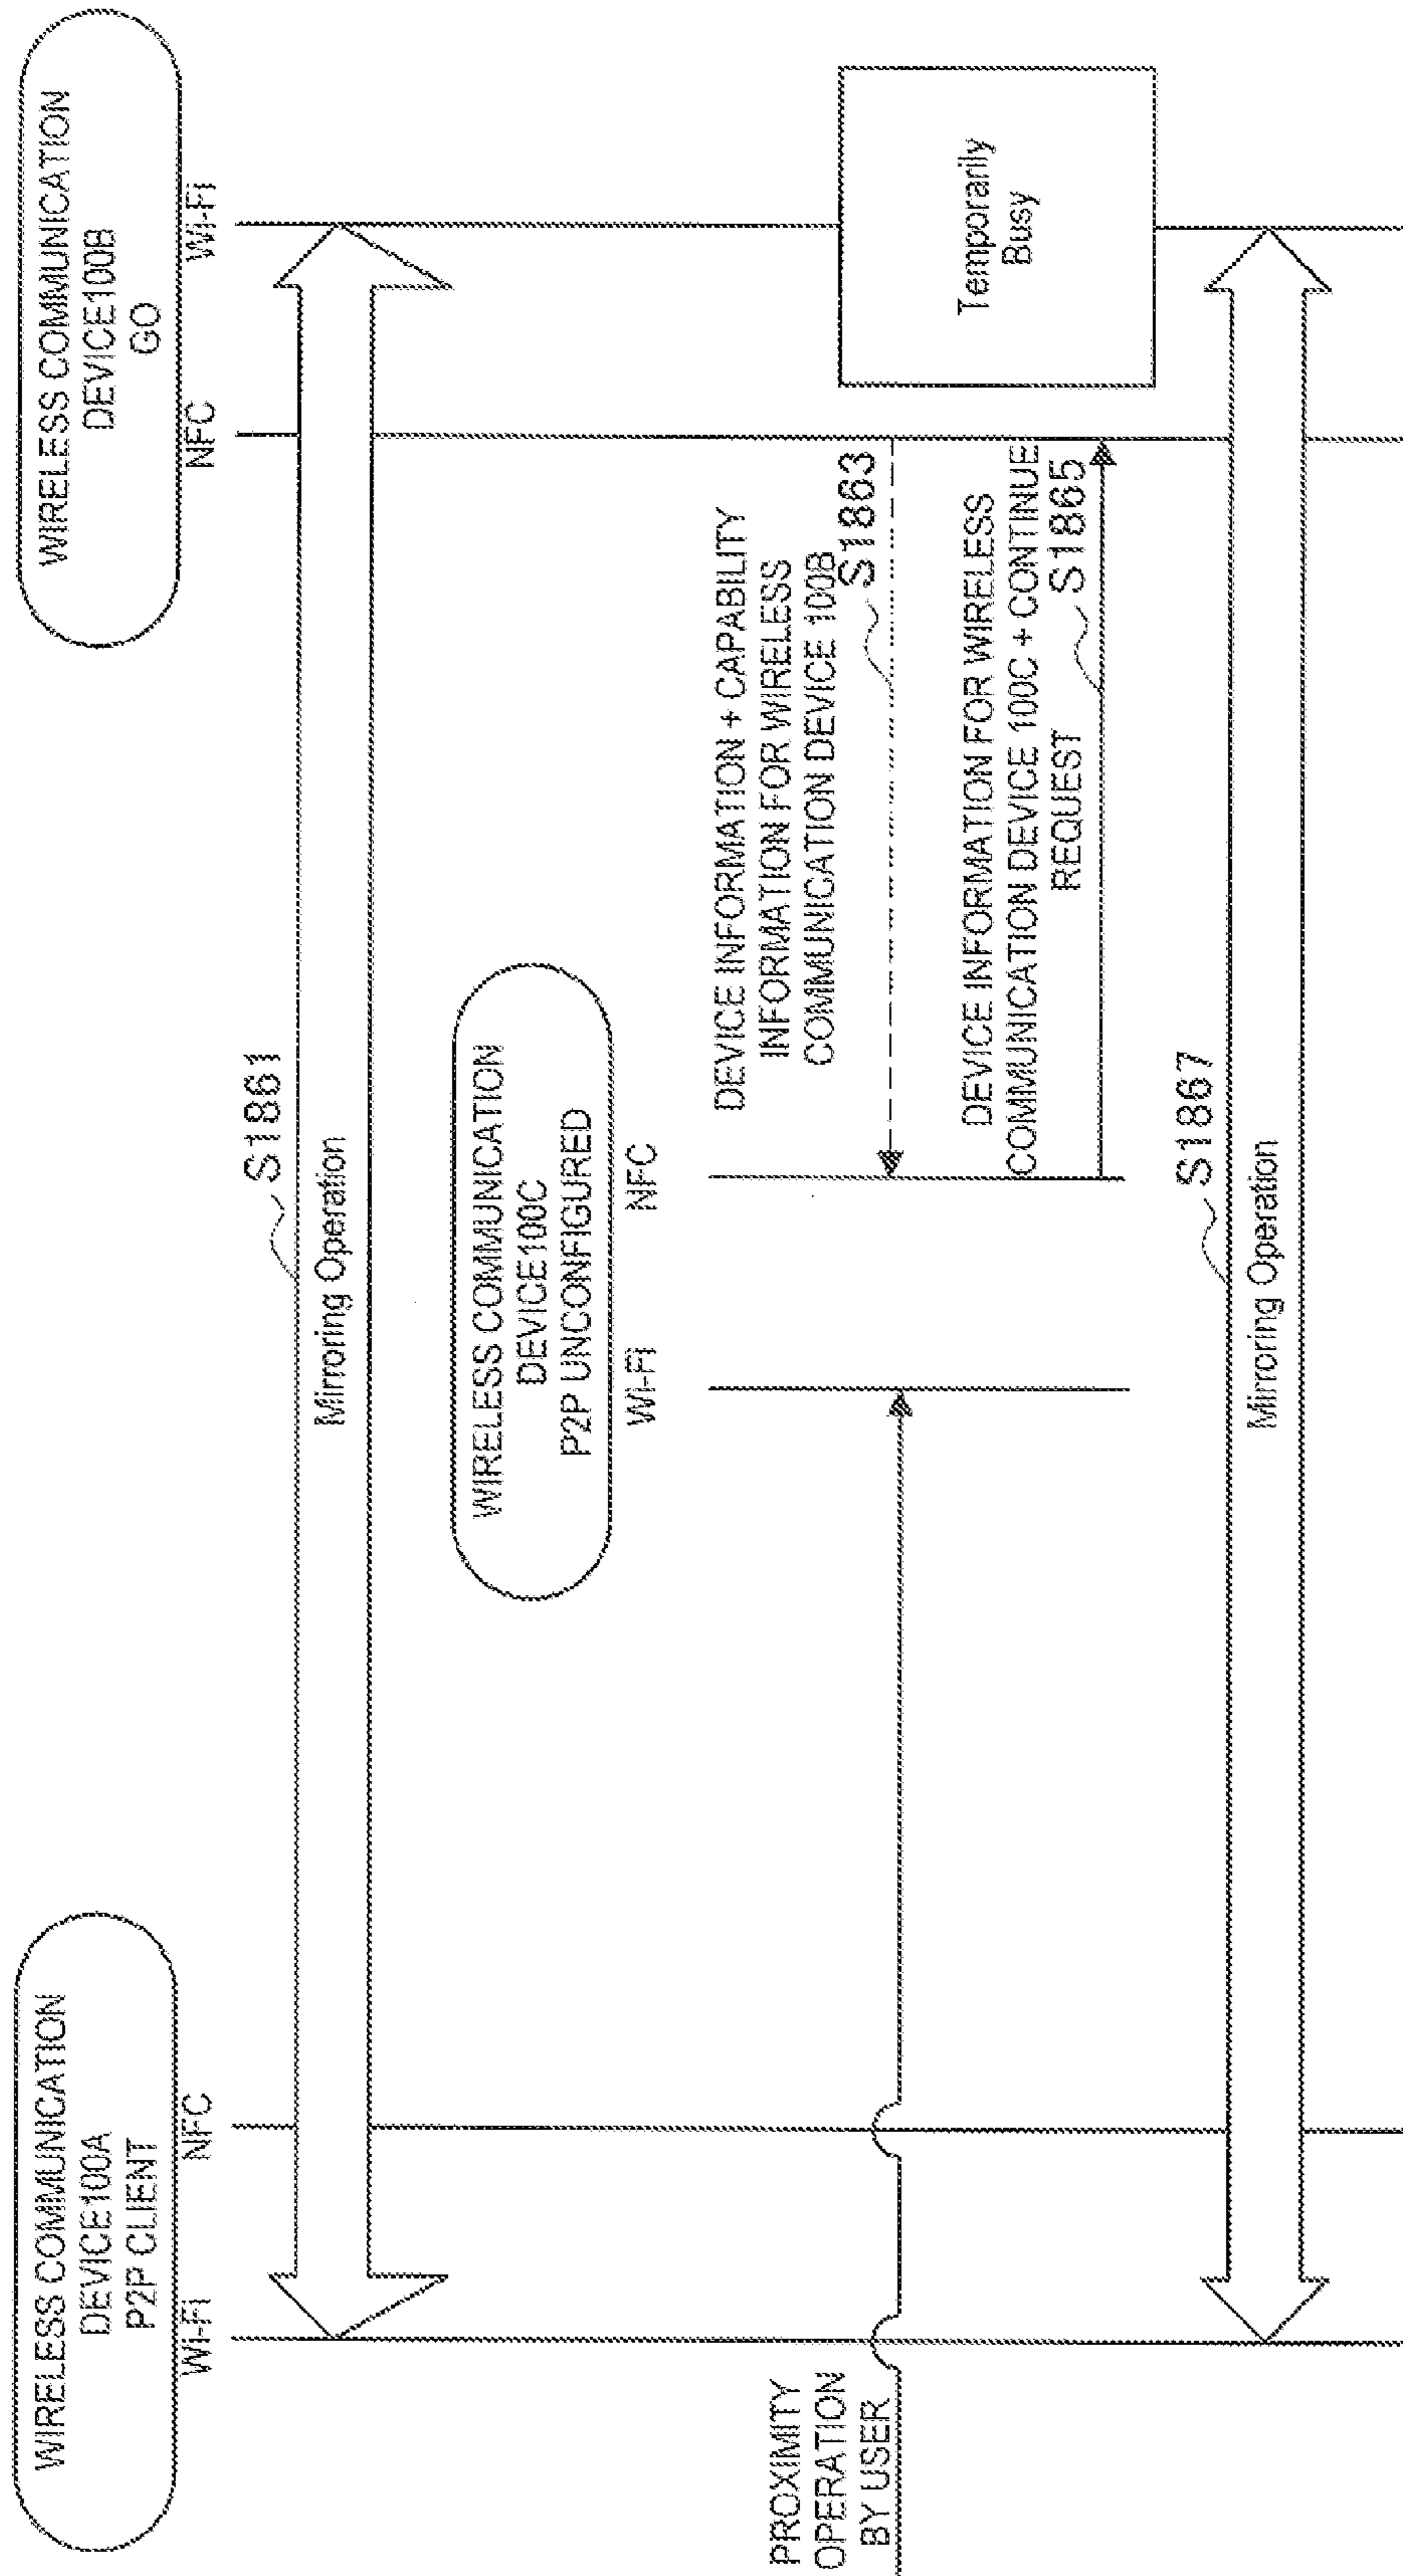 WIRELESS COMMUNICATION
DEVICE100A
P2P CLIENT
Wi-Fi
NFC
WIRELESS COMMUNICATION
DEVICE100B
GO
NFC
Wi-Fi
S1861
Mirroring Operation
WIRELESS COMMUNICATION
DEVICE100C
P2P UNCONFIGURED
Wi-Fi
NFC
PROXIMITY
OPERATION
BY USER
DEVICE INFORMATION + CAPABILITY
INFORMATION FOR WIRELESS
COMMUNICATION DEVICE 100B
S1863
Temporarily
Busy
DEVICE INFORMATION FOR WIRELESS
COMMUNICATION DEVICE 100C + CONTINUE
REQUEST
S1865
S1867
Mirroring Operation